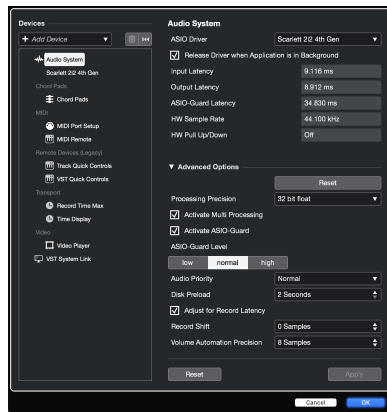 Devices
+ Add Device
Audio System
Scarlett 2i2 4th Gen
Chord Pads
Chord Pads
MIDI
MIDI Port Setup
MIDI Remote
Remote Devices (Legacy)
Track Quick Controls
VST Quick Controls
Transport
Record Time Max
Time Display
Video
Video Player
VST System Link
Audio System
ASIO Driver Scarlett 2i2 4th Gen
Release Driver when Application is in Background
Input Latency 9.116 ms
Output Latency 8.912 ms
ASIO-Guard Latency 34.830 ms
HW Sample Rate 44.100 kHz
HW Pull Up/Down Off
Advanced Options
Reset
Processing Precision 32 bit float
Activate Multi Processing
Activate ASIO-Guard
ASIO-Guard Level
low normal high
Audio Priority Normal
Disk Preload 2 Seconds
Adjust for Record Latency
Record Shift 0 Samples
Volume Automation Precision 8 Samples
Reset Apply
Cancel OK